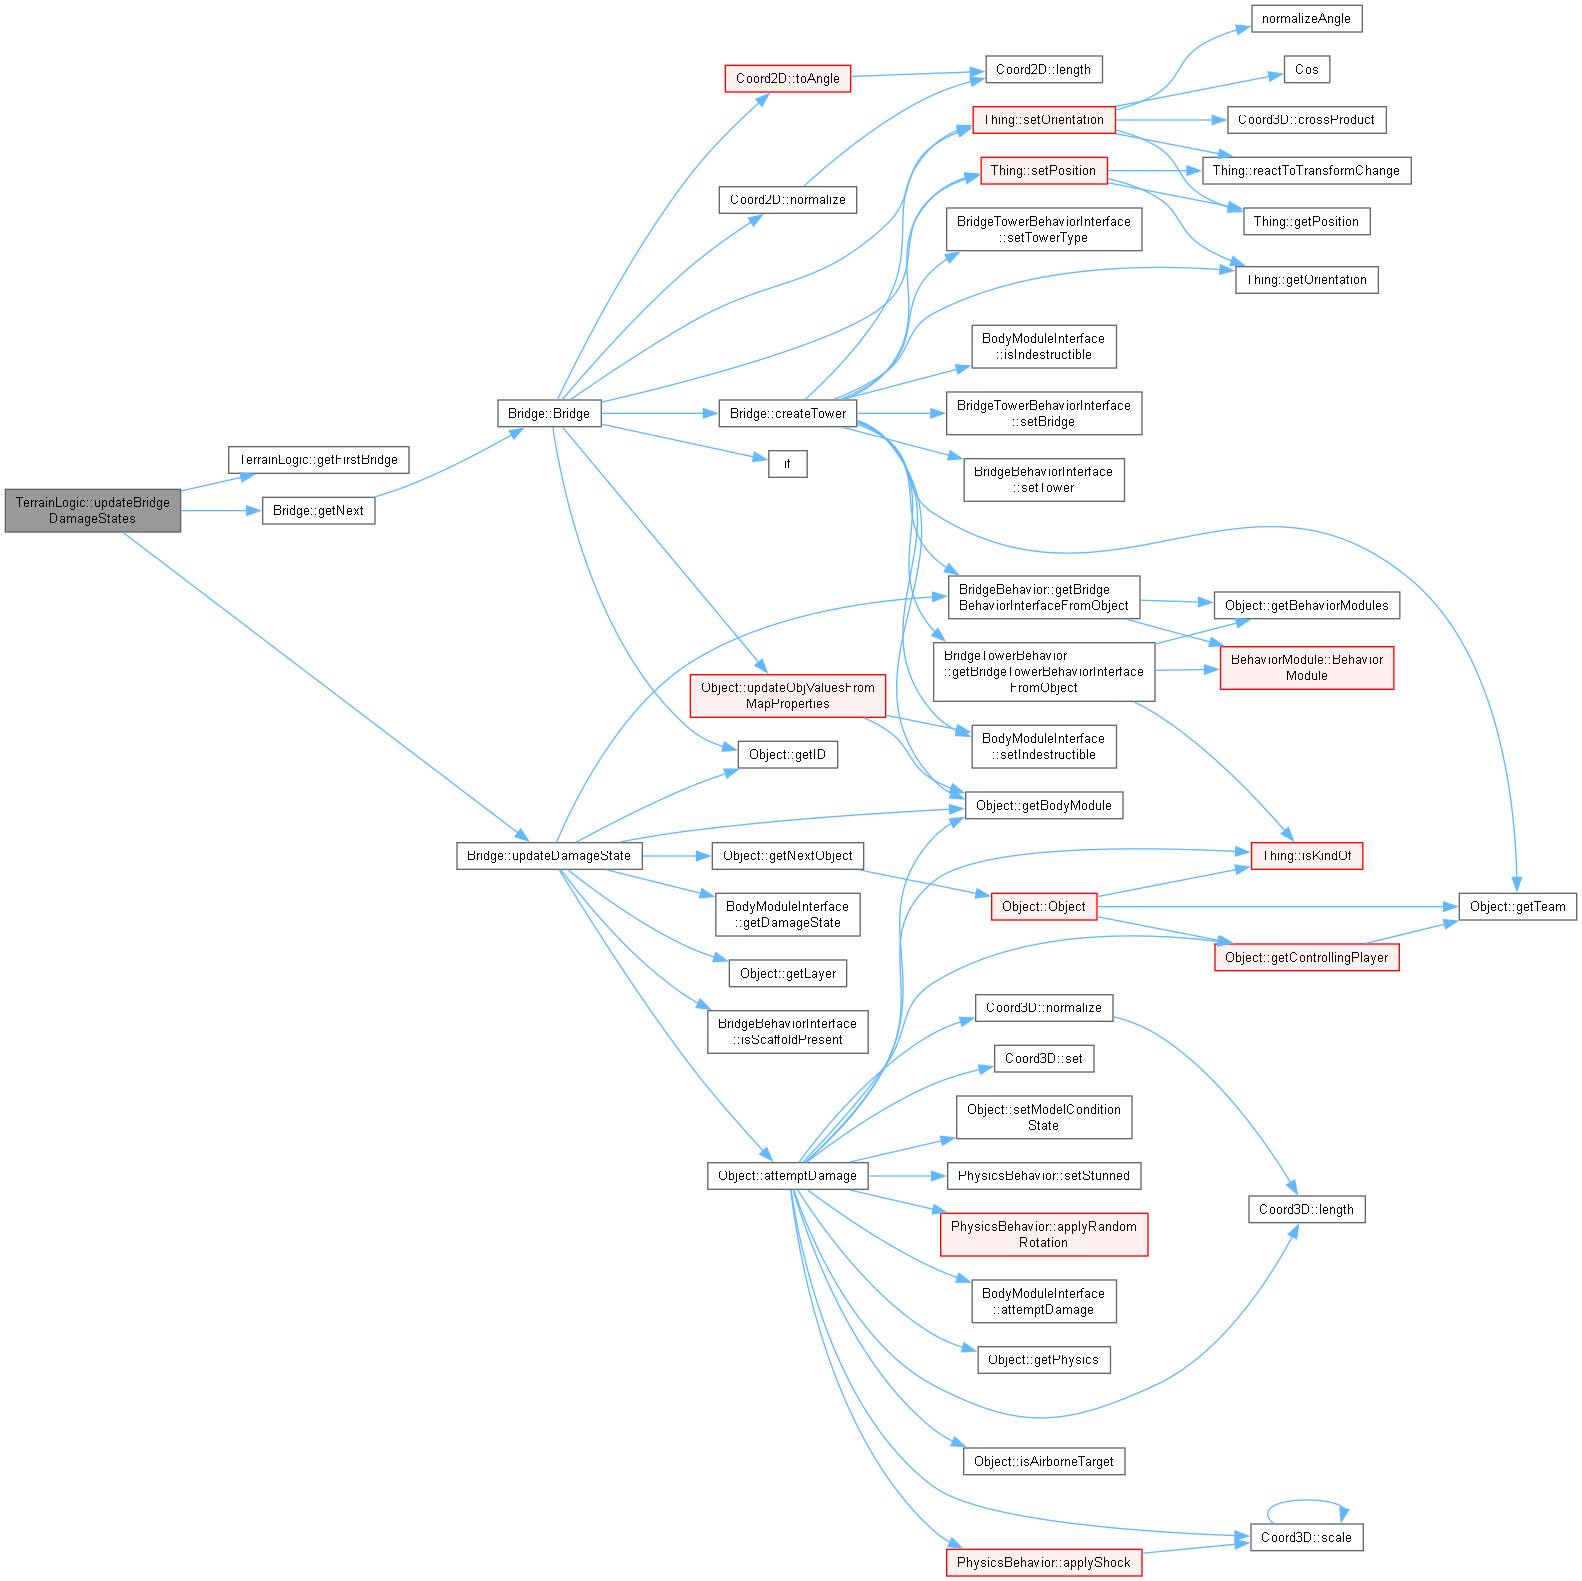 normalizeAngle
Coord2D::toAngle
Coord2D::length
Cos
Thing::setOrientation
Coord3D::crossProduct
Thing::setPosition
Thing::reactToTransformChange
Coord2D::normalize
BridgeTowerBehaviorInterface
::setTowerType
Thing::getPosition
Thing::getOrientation
BodyModuleInterface
::isIndestructible
Bridge::Bridge
Bridge::createTower
BridgeTowerBehaviorInterface
::setBridge
TerrainLogic::getFirstBridge
if
BridgeBehaviorInterface
::setTower
TerrainLogic::updateBridge
DamageStates
Bridge::getNext
BridgeBehavior::getBridge
BehaviorInterfaceFromObject
Object::getBehaviorModules
BridgeTowerBehavior
::getBridgeTowerBehaviorInterface
FromObject
BehaviorModule::Behavior
Module
Object::updateObjValuesFrom
MapProperties
Object::getID
BodyModuleInterface
::setIndestructible
Object::getBodyModule
Bridge::updateDamageState
Object::getNextObject
Thing::isKindOf
BodyModuleInterface
::getDamageState
Object::Object
Object::getTeam
Object::getLayer
Object::getControllingPlayer
BridgeBehaviorInterface
::isScaffoldPresent
Coord3D::normalize
Coord3D::set
Object::setModelCondition
State
Object::attemptDamage
PhysicsBehavior::setStunned
Coord3D::length
PhysicsBehavior::applyRandom
Rotation
BodyModuleInterface
::attemptDamage
Object::getPhysics
Object::isAirborneTarget
Coord3D::scale
PhysicsBehavior::applyShock